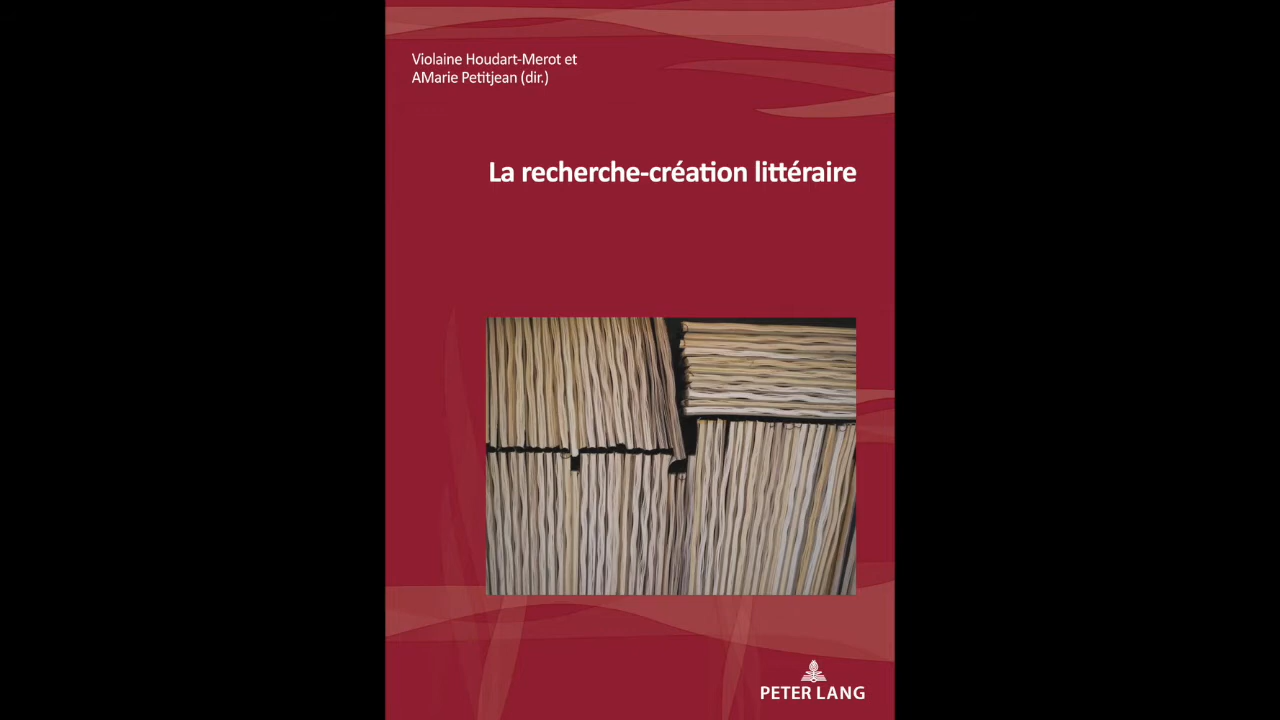 Violaine Houdart-Merot et
AMarie Petitjean (dir.)
La recherche-création littéraire
PETER LANG